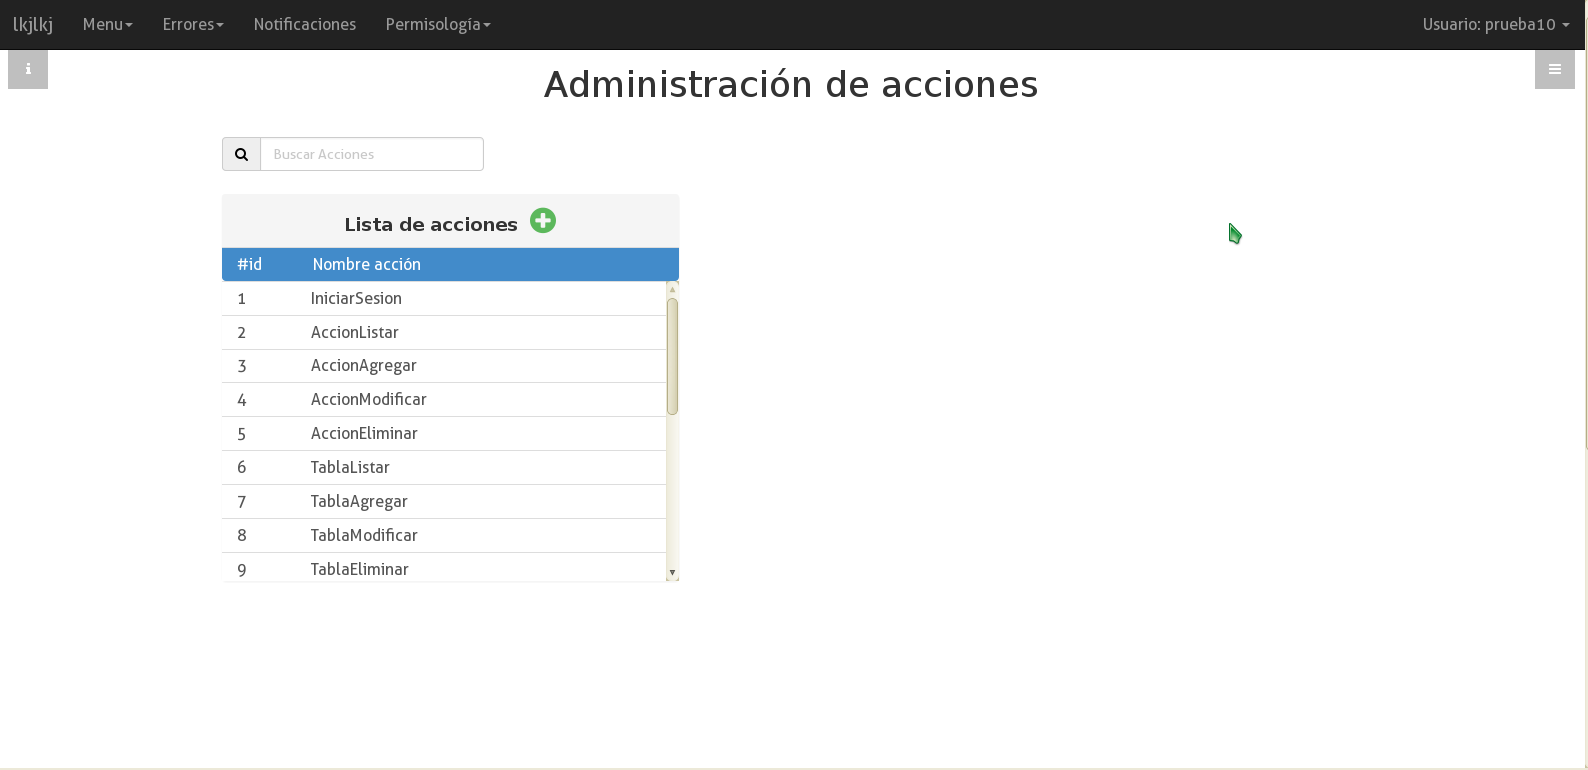 lkjlkj Menu Errores Notificaciones Permisología Usuario: prueba10
Administración de acciones
Buscar Acciones
Lista de acciones
#id Nombre acción
1 IniciarSesion
2 AccionListar
3 AccionAgregar
4 AccionModificar
5 AccionEliminar
6 TablaListar
7 TablaAgregar
8 TablaModificar
9 TablaEliminar